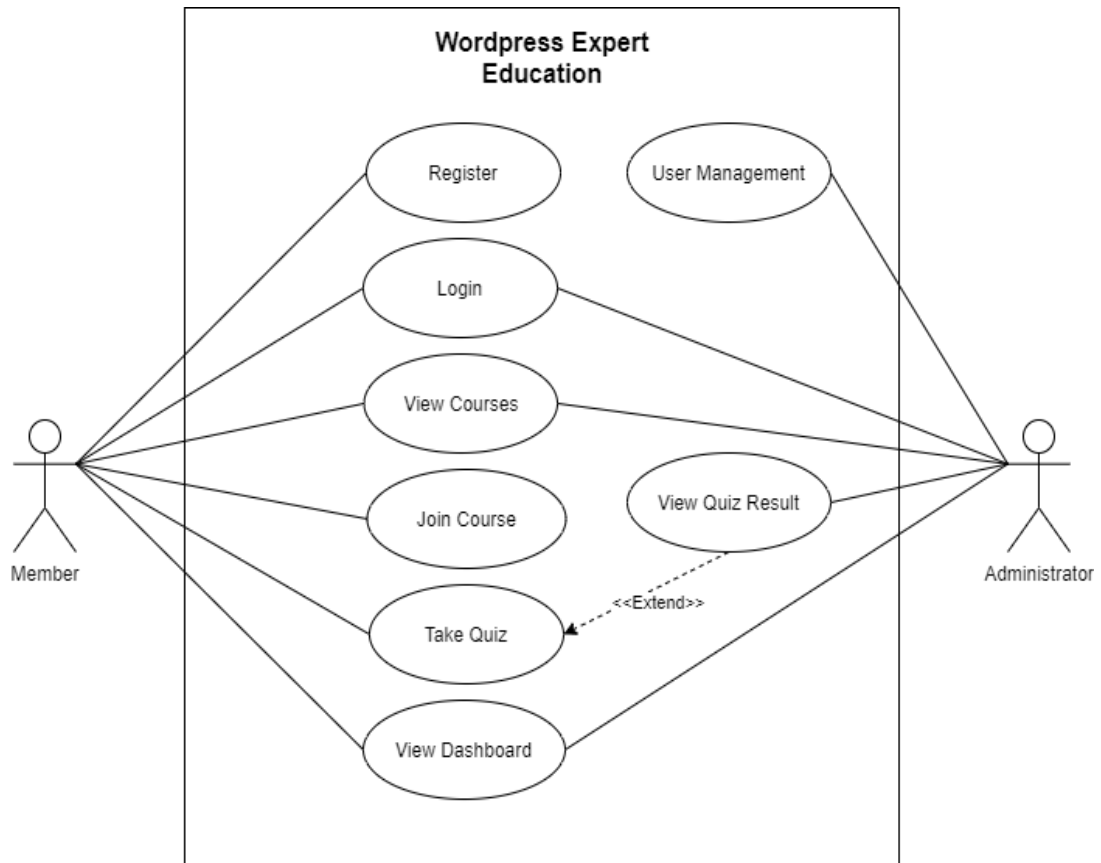 Wordpress Expert
Education
Register
User Management
Login
View Courses
Join Course
View Quiz Result
Member
Administrator
<<Extend>>
Take Quiz
View Dashboard